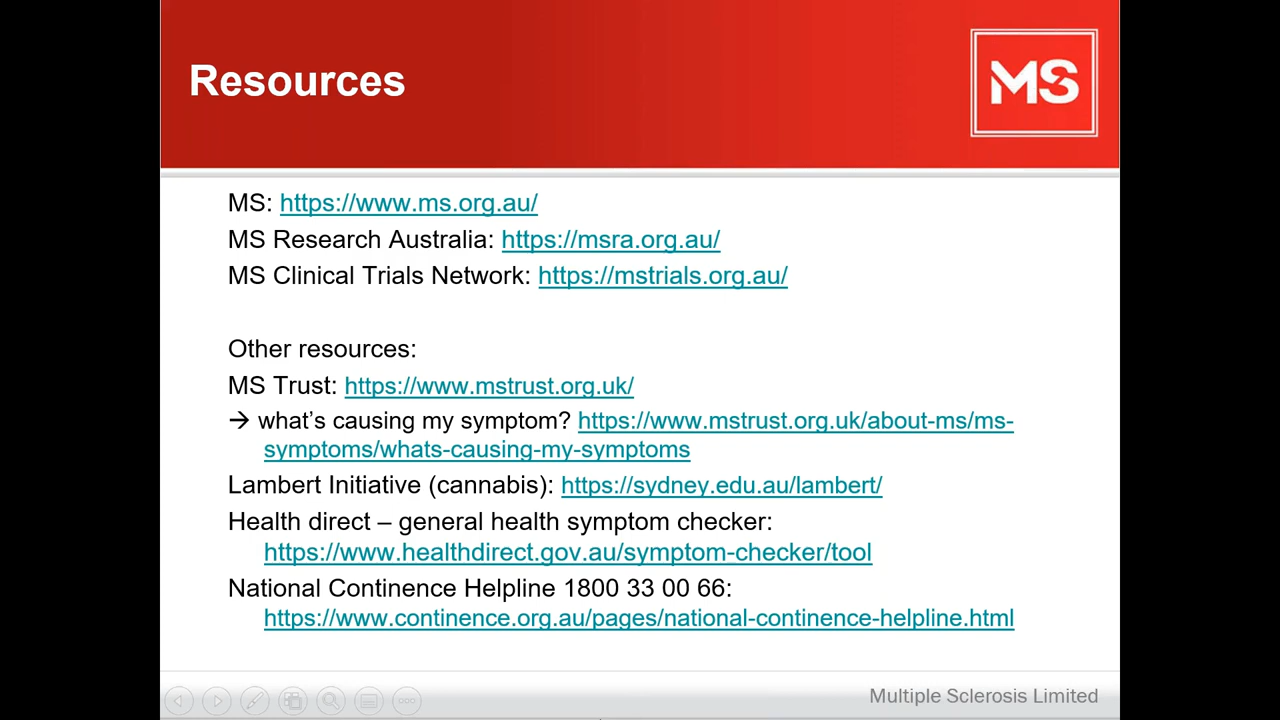 Resources
MS
MS: https://www.ms.org.au/
MS Research Australia: https://msra.org.au/
MS Clinical Trials Network: https://mstrials.org.au/
Other resources:
MS Trust: https://www.mstrust.org.uk/
→ what’s causing my symptom? https://www.mstrust.org.uk/about-ms/ms-
symptoms/whats-causing-my-symptoms
Lambert Initiative (cannabis): https://sydney.edu.au/lambert/
Health direct – general health symptom checker:
https://www.healthdirect.gov.au/symptom-checker/tool
National Continence Helpline 1800 33 00 66:
https://www.continence.org.au/pages/national-continence-helpline.html
Multiple Sclerosis Limited